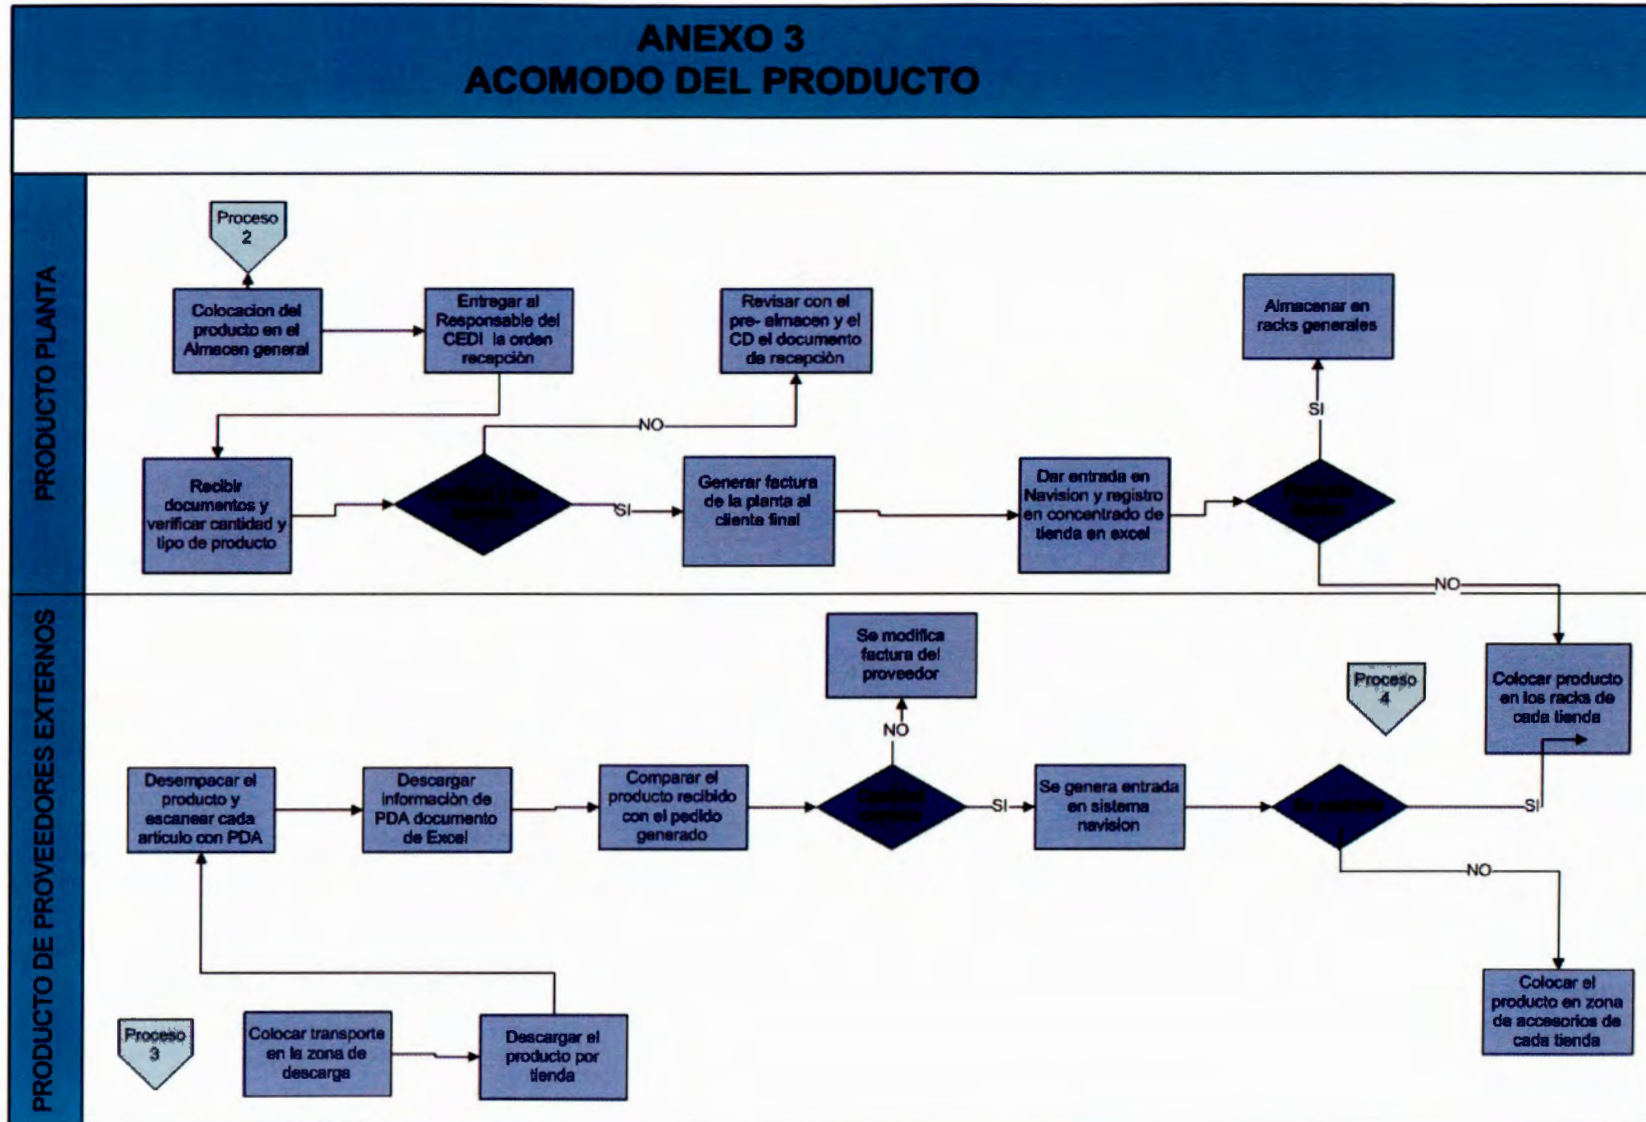 ANEXO 3
ACOMODO DEL PRODUCTO
PRODUCTO PLANTA
Proceso
2
Colocacion del
producto en el
Almacen general
Entregar al
Responsable del
CEDI la orden
recepción
Revisar con el
pre- almacen y el
CD el documento
de recepción
Almacenar en
racks generales
SI
NO
Recibir
documentos y
verificar cantidad y
tipo de producto
SI
Generar factura
de la planta al
cliente final
Dar entrada en
Navision y registro
en concentrado de
tienda en excel
Producto
NO
PRODUCTO DE PROVEEDORES EXTERNOS
Se modifica
factura del
proveedor
Proceso
4
Colocar producto
en los racks de
cada tienda
NO
Desempacar el
producto y
escanear cada
artículo con PDA
Descargar
información de
PDA documento
de Excel
Comparar el
producto recibido
con el pedido
generado
Cantidad
correcta
SI
Se genera entrada
en sistema
navision
SI
NO
Colocar el
producto en zona
de accesorios de
cada tienda
Proceso
3
Colocar transporte
en la zona de
descarga
Descargar el
producto por
tienda